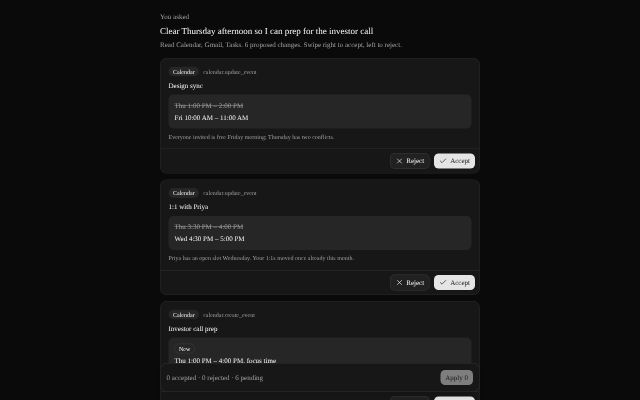 You asked
Clear Thursday afternoon so I can prep for the investor call
Read Calendar, Gmail, Tasks. 6 proposed changes. Swipe right to accept, left to reject.
Calendar calendar.update_event
Design sync
Thu 1:00 PM – 2:00 PM
Fri 10:00 AM – 11:00 AM
Everyone invited is free Friday morning; Thursday has two conflicts.
Reject Accept
Calendar calendar.update_event
1:1 with Priya
Thu 3:30 PM – 4:00 PM
Wed 4:30 PM – 5:00 PM
Priya has an open slot Wednesday. Your 1:1s moved once already this month.
Reject Accept
Calendar calendar.create_event
Investor call prep
New
Thu 1:00 PM – 4:00 PM, focus time
0 accepted · 0 rejected · 6 pending Apply 0